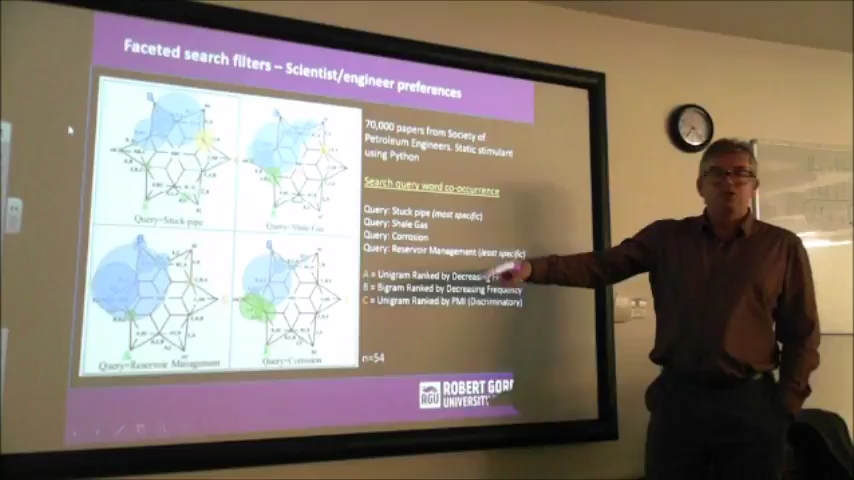 Faceted search filters – Scientist/engineer preferences
70,000 papers from Society of
Petroleum Engineers. Static stimulant
using Python
Search query word co-occurrence
Query: Stuck pipe (most specific)
Query: Shale Gas
Query: Corrosion
Query: Reservoir Management (least specific)
A = Unigram Ranked by Decreasing
B = Bigram Ranked by Decreasing Frequency
C = Unigram Ranked by PMI (Discriminatory)
n=54
Query=Stuck-pipe
Query=Shale Gas
Query=Reservoir Management
Query=Corrosion
RGU
ROBERT GOR
UNIVERSITY